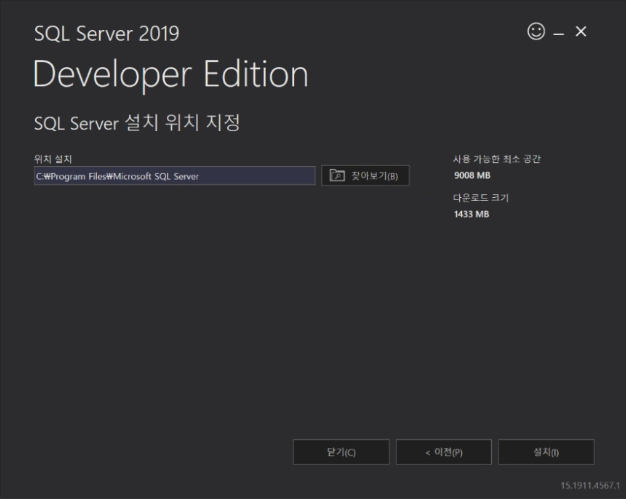 SQL Server 2019
Developer Edition
SQL Server 설치 위치 지정
위치 설치
C:₩Program Files₩Microsoft SQL Server
찾아보기(B)
사용 가능한 최소 공간
9008 MB
다운로드 크기
1433 MB
닫기(C)
< 이전(P)
설치(I)
15.1911.4567.1